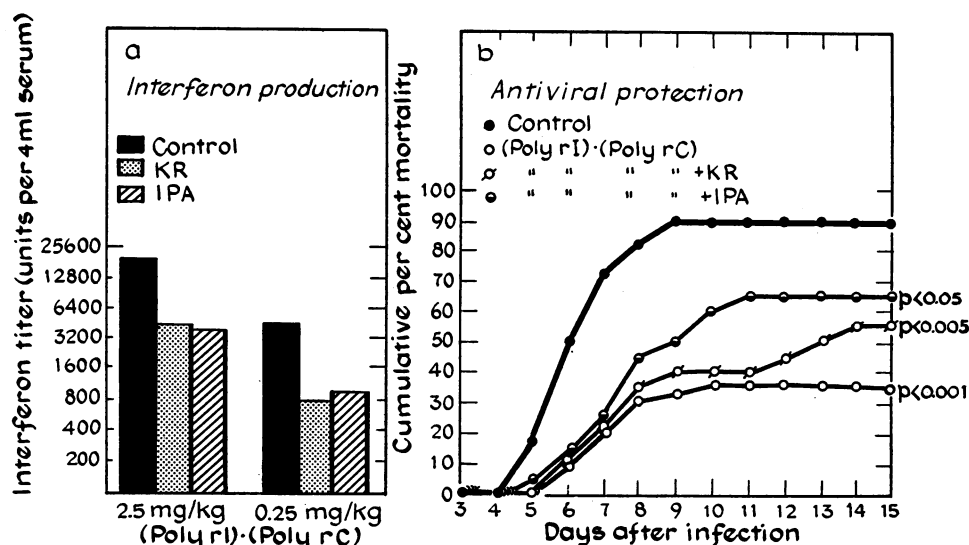 Interferon titer (units per 4ml serum)
a
Interferon production
Control
KR
IPA
25600
12800
6400
3200
1600
800
400
200
2.5 mg/kg 0.25 mg/kg
(Poly rI)·(Poly rC)
Cumulative per cent mortality
b
Antiviral protection
Control
(Poly rI)·(Poly rC)
" " " " +KR
" " " " +IPA
100
90
80
70
60
50
40
30
20
10
0
p<0.05
p<0.005
p<0.001
3 4 5 6 7 8 9 10 11 12 13 14 15
Days after infection